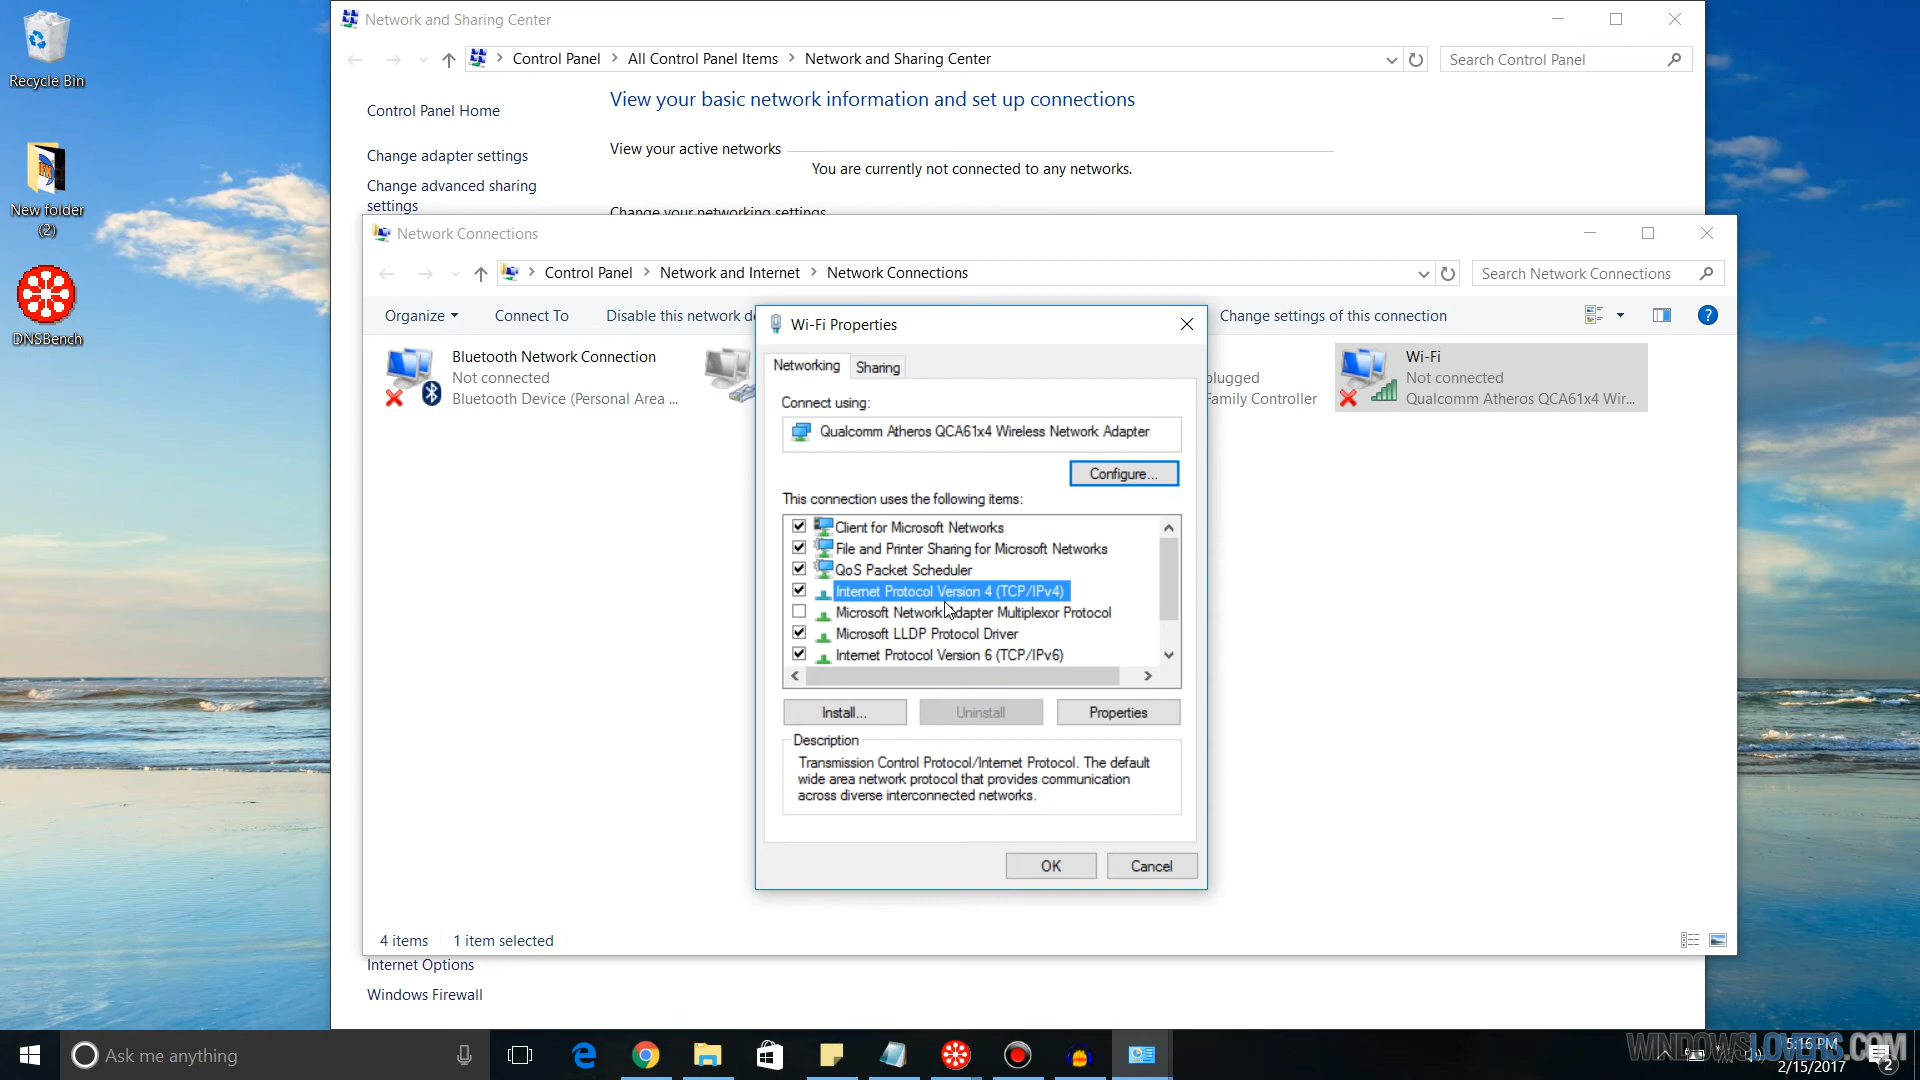 Recycle Bin
New folder
(2)
DNSBench
Network and Sharing Center
Control Panel
All Control Panel Items
Network and Sharing Center
Search Control Panel
Control Panel Home
Change adapter settings
Change advanced sharing
settings
View your basic network information and set up connections
View your active networks
You are currently not connected to any networks.
Change your networking settings
Network Connections
Control Panel
Network and Internet
Network Connections
Search Network Connections
Organize
Connect To
Disable this network de
Change settings of this connection
Bluetooth Network Connection
Not connected
Bluetooth Device (Personal Area ...
plugged
Family Controller
Wi-Fi
Not connected
Qualcomm Atheros QCA61x4 Wir...
Wi-Fi Properties
Networking
Sharing
Connect using:
Qualcomm Atheros QCA61x4 Wireless Network Adapter
Configure...
This connection uses the following items:
Client for Microsoft Networks
File and Printer Sharing for Microsoft Networks
QoS Packet Scheduler
Internet Protocol Version 4 (TCP/IPv4)
Microsoft Network Adapter Multiplexor Protocol
Microsoft LLDP Protocol Driver
Internet Protocol Version 6 (TCP/IPv6)
Install...
Uninstall
Properties
Description
Transmission Control Protocol/Internet Protocol. The default
wide area network protocol that provides communication
across diverse interconnected networks.
OK
Cancel
4 items
1 item selected
Internet Options
Windows Firewall
Ask me anything
WINDOWSLOVERS.COM
5:16 PM
2/15/2017
2